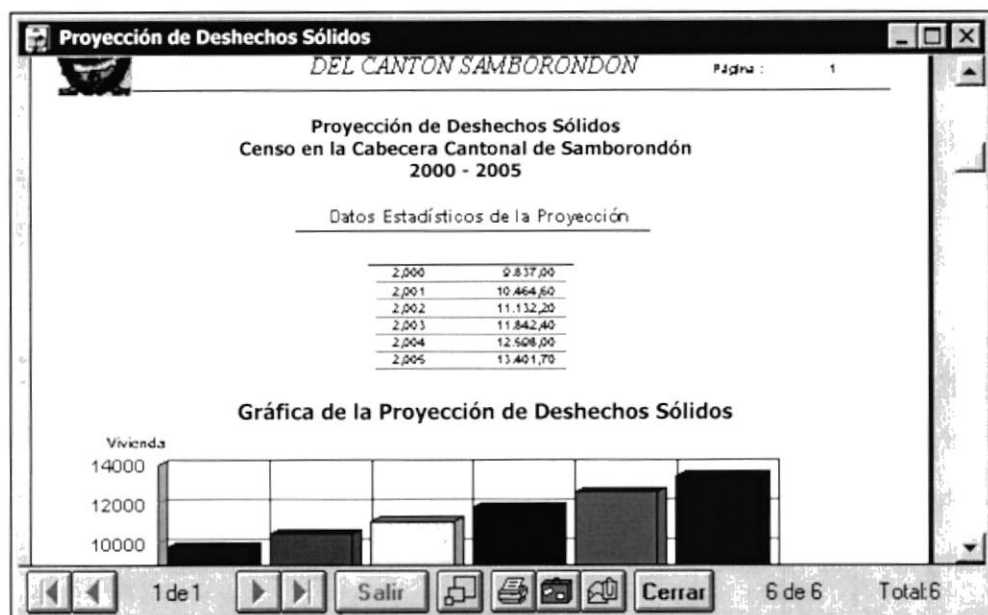 Proyección de Deshechos Sólidos
DEL CANTON SAMBORONDON Página : 1
Proyección de Deshechos Sólidos
Censo en la Cabecera Cantonal de Samborondón
2000 - 2005
Datos Estadísticos de la Proyección
2,000 9.837,00
2,001 10.464,60
2,002 11.132,20
2,003 11.842,40
2,004 12.598,00
2,005 13.401,70
Gráfica de la Proyección de Deshechos Sólidos
Vivienda
14000
12000
10000
1 de 1 Salir Cerrar 6 de 6 Total:6